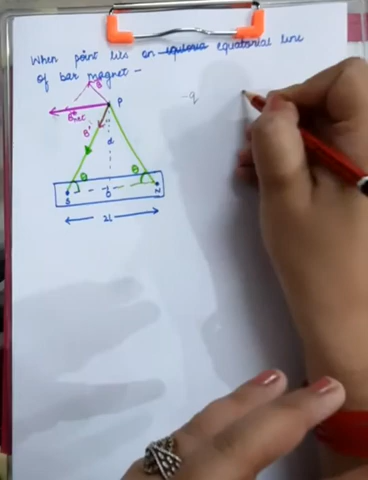 When point lies on equatorial line
of bar magnet -
B
P
Bnet
B'
d
-q
θ
θ
S
O
N
2l